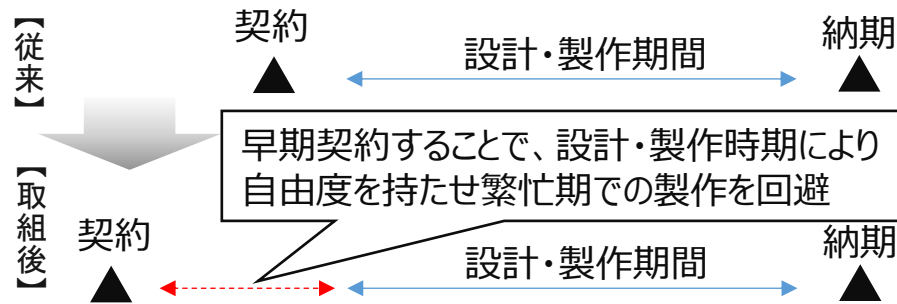 【従来】
契約
設計・製作期間
納期
早期契約することで、設計・製作時期により
自由度を持たせ繁忙期での製作を回避
【取組後】
契約
設計・製作期間
納期